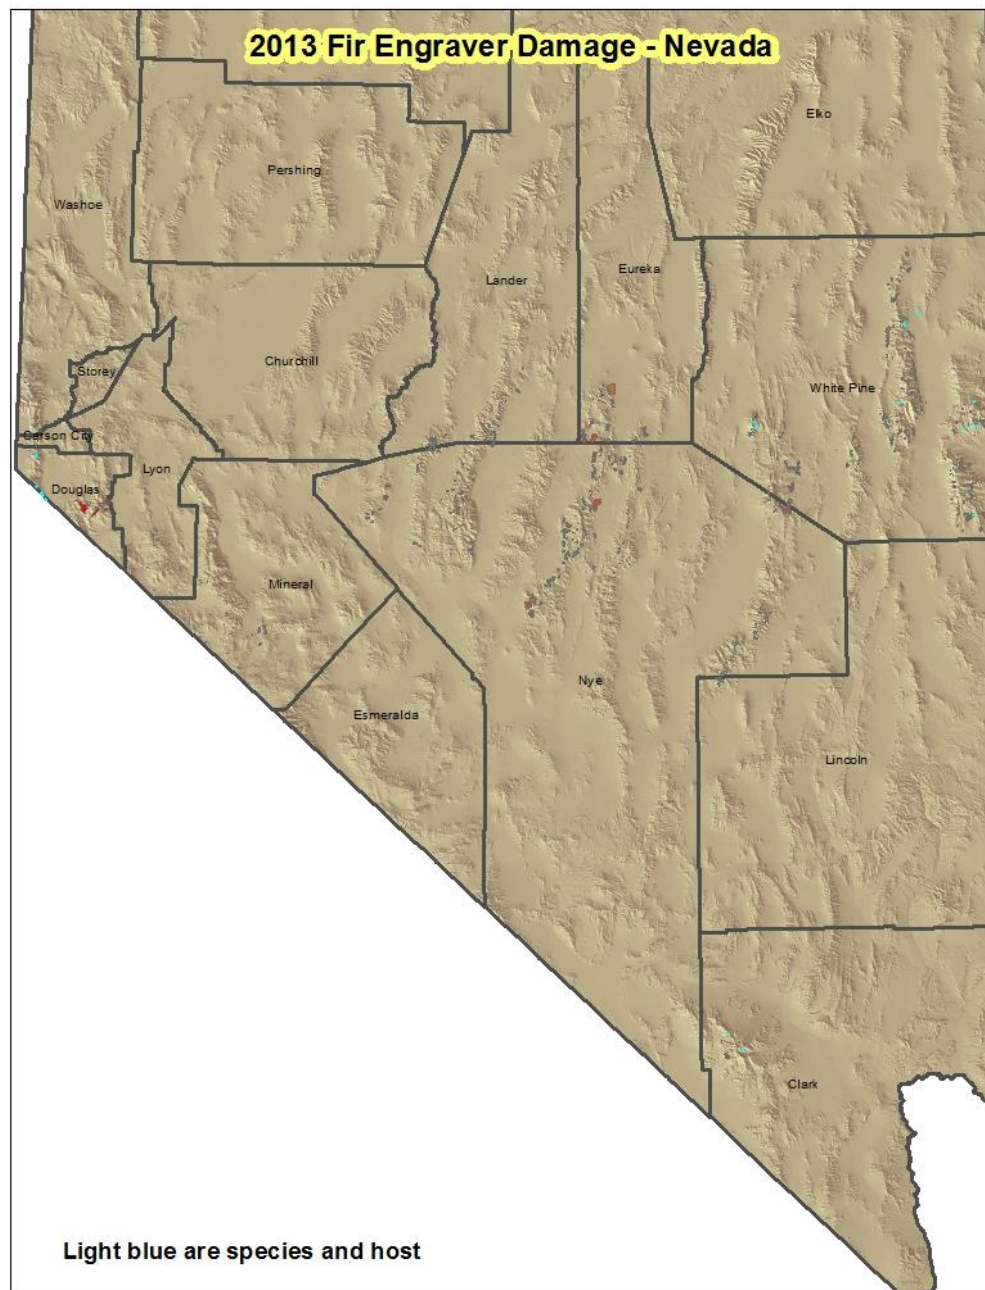 2013 Fir Engraver Damage - Nevada
Elko
Pershing
Washoe
Eureka
Lander
Churchill
Storey
White Pine
Carson City
Lyon
Douglas
Mineral
Nye
Esmeralda
Lincoln
Clark
Light blue are species and host